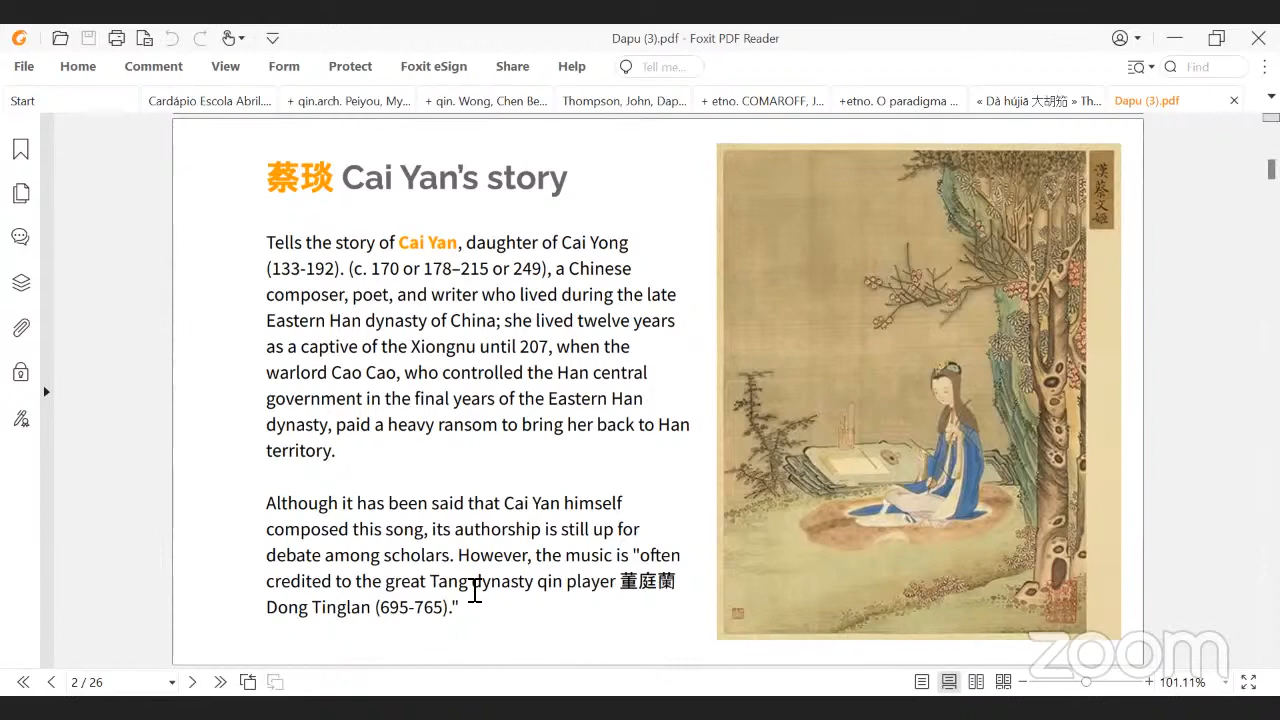 Dapu (3).pdf - Foxit PDF Reader
File Home Comment View Form Protect Foxit eSign Share Help Tell me... Find
Start
Cardápio Escola Abril....
+ qin.arch. Peiyou, My...
+ qin. Wong, Chen Be...
Thompson, John, Dap...
+ etno. COMAROFF, J...
+etno. O paradigma ...
« Dà hújiā 大胡笳 » Th...
Dapu (3).pdf
蔡琰 Cai Yan's story
Tells the story of Cai Yan, daughter of Cai Yong
(133-192). (c. 170 or 178–215 or 249), a Chinese
composer, poet, and writer who lived during the late
Eastern Han dynasty of China; she lived twelve years
as a captive of the Xiongnu until 207, when the
warlord Cao Cao, who controlled the Han central
government in the final years of the Eastern Han
dynasty, paid a heavy ransom to bring her back to Han
territory.
Although it has been said that Cai Yan himself
composed this song, its authorship is still up for
debate among scholars. However, the music is "often
credited to the great Tang dynasty qin player 董庭蘭
Dong Tinglan (695-765)."
漢蔡文姬
zoom
2 / 26
101.11%